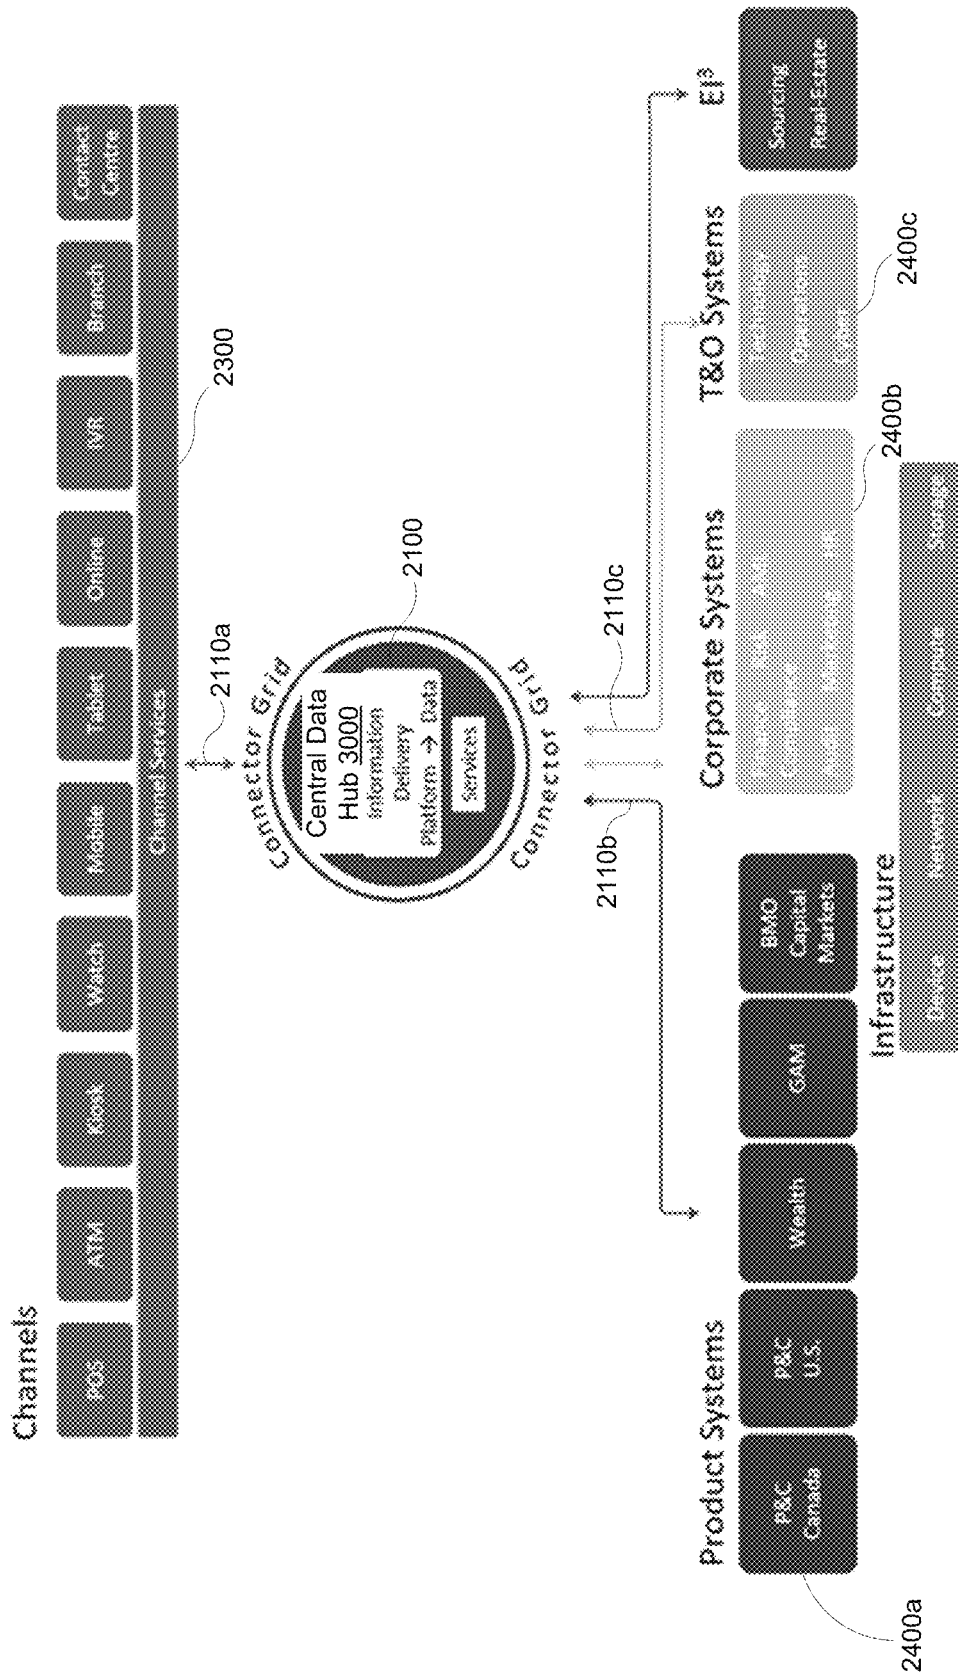 Channels
POS
ATM
Kiosk
Watch
Mobile
Tablet
Online
IVR
Branch
Contact
Centre
Channel Services
2300
2110a
Connector Grid
Central Data
Hub 3000
Information
Delivery
Platform → Data
Services
2100
Connector Grid
2110b
2110c
Product Systems
P&C
Canada
P&C
U.S.
Wealth
GAM
BMO
Capital
Markets
2400a
Corporate Systems
2400b
T&O Systems
2400c
EI³
Sourcing
Real-Estate
Infrastructure
Device
Network
Compute
Storage